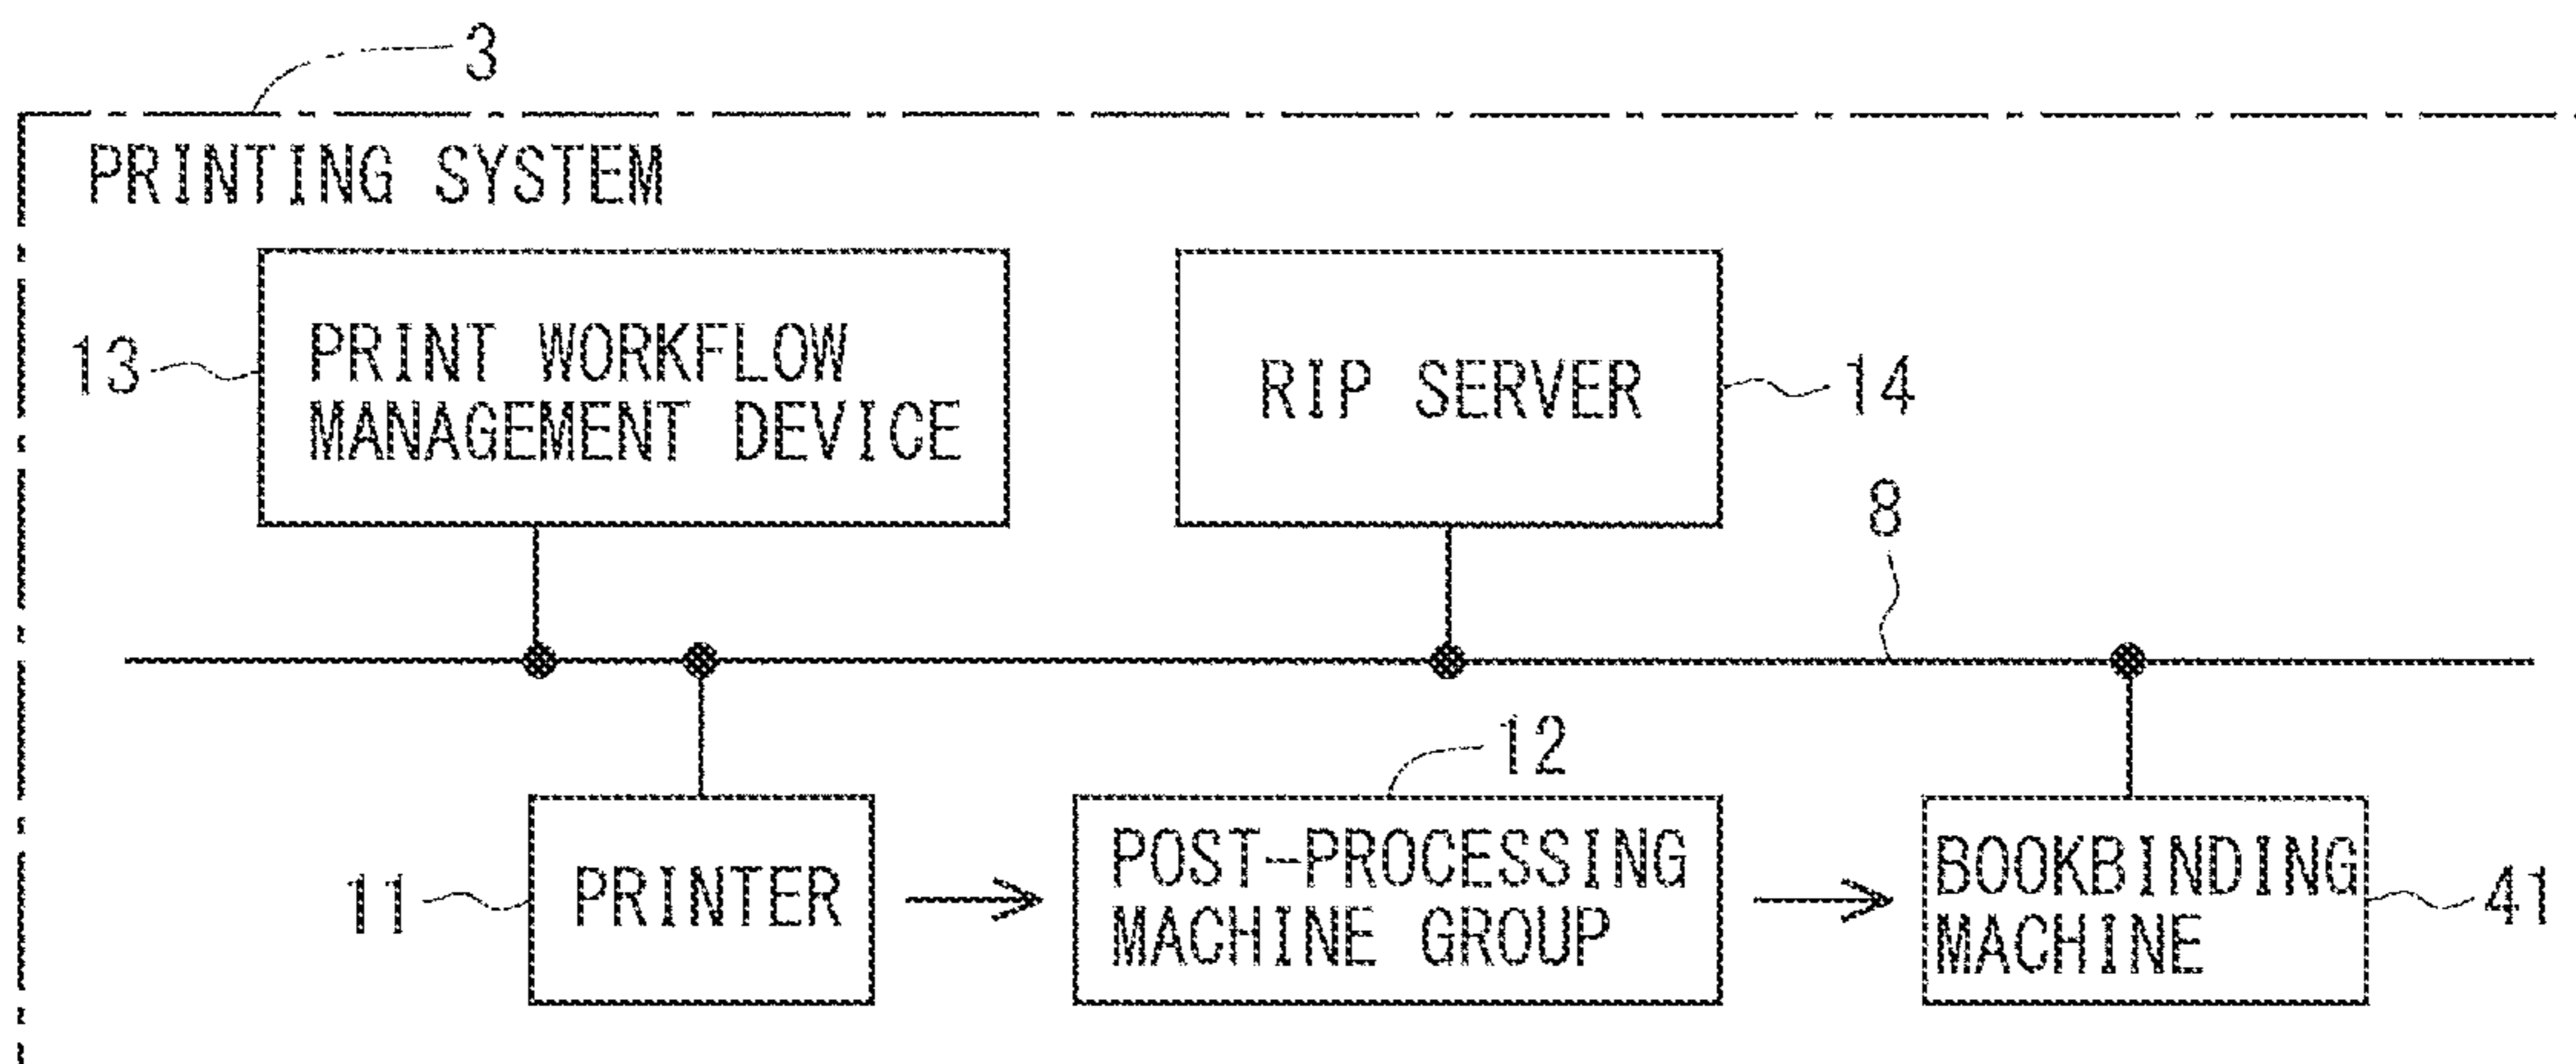 3
PRINTING SYSTEM
13
PRINT WORKFLOW
MANAGEMENT DEVICE
RIP SERVER
14
8
11
PRINTER
12
POST-PROCESSING
MACHINE GROUP
BOOKBINDING
MACHINE
41